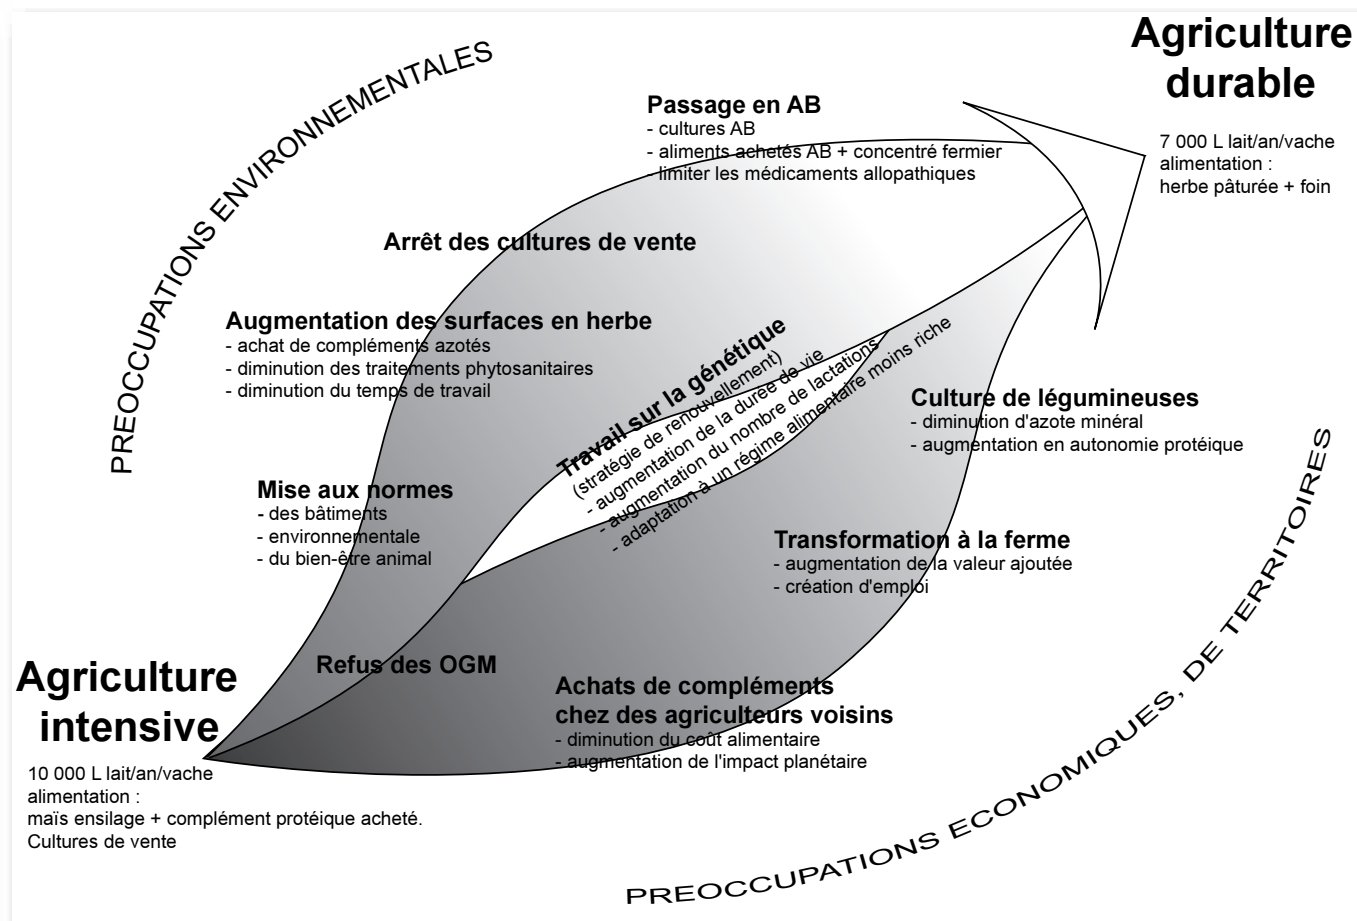 PREOCCUPATIONS ENVIRONNEMENTALES
Agriculture
durable
7 000 L lait/an/vache
alimentation :
herbe pâturée + foin
Passage en AB
- cultures AB
- aliments achetés AB + concentré fermier
- limiter les médicaments allopathiques
Arrêt des cultures de vente
Augmentation des surfaces en herbe
- achat de compléments azotés
- diminution des traitements phytosanitaires
- diminution du temps de travail
Travail sur la génétique
(stratégie de renouvellement)
- augmentation de la durée de vie
- augmentation du nombre de lactations
- adaptation à un régime alimentaire moins riche
Culture de légumineuses
- diminution d'azote minéral
- augmentation en autonomie protéique
Mise aux normes
- des bâtiments
- environnementale
- du bien-être animal
Transformation à la ferme
- augmentation de la valeur ajoutée
- création d'emploi
Refus des OGM
Achats de compléments
chez des agriculteurs voisins
- diminution du coût alimentaire
- augmentation de l'impact planétaire
Agriculture
intensive
10 000 L lait/an/vache
alimentation :
maïs ensilage + complément protéique acheté.
Cultures de vente
PREOCCUPATIONS ECONOMIQUES, DE TERRITOIRES